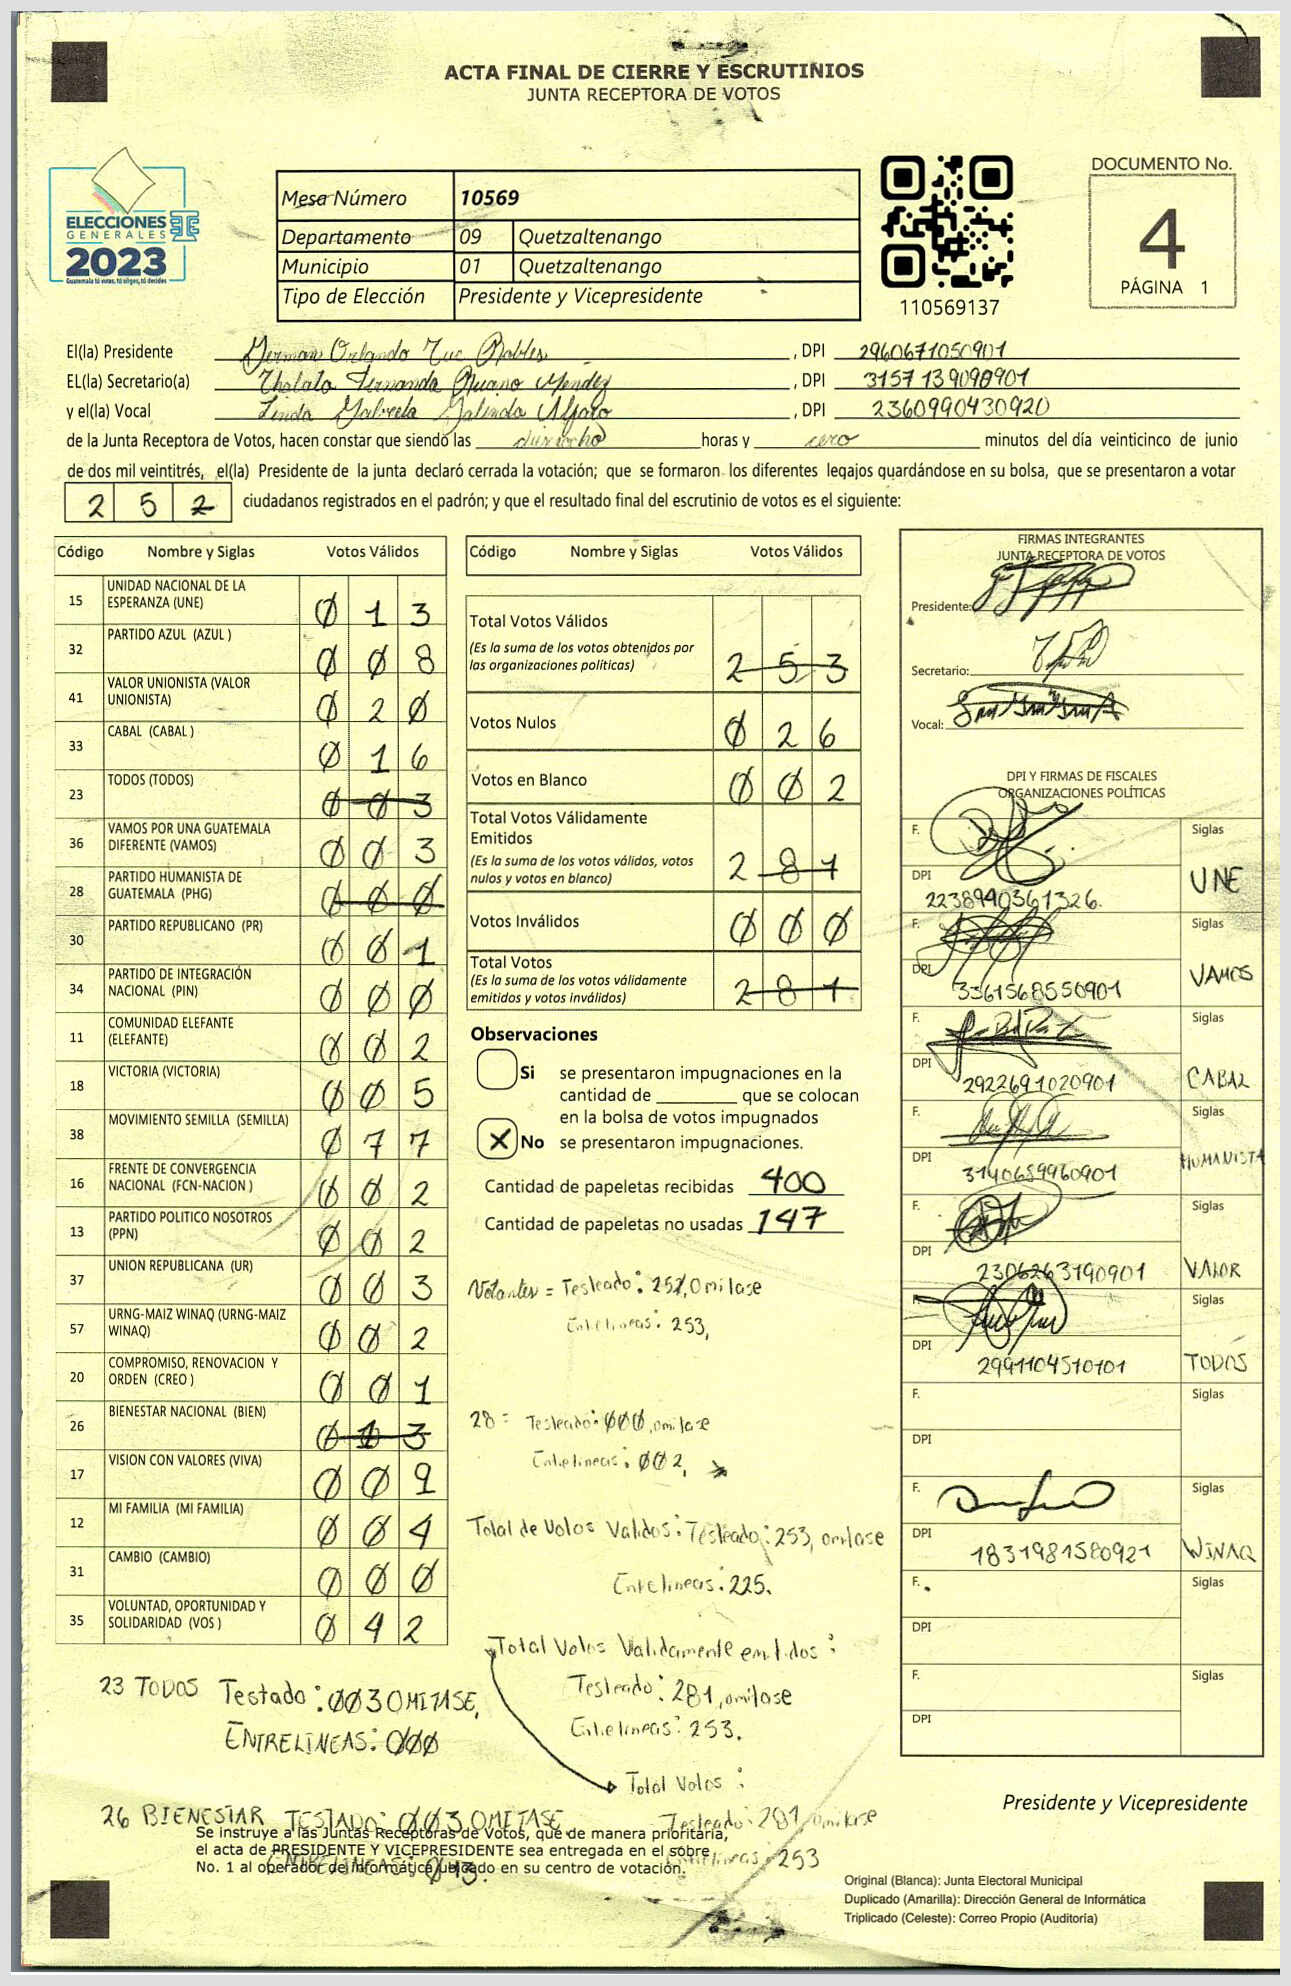 ACTA FINAL DE CIERRE Y ESCRUTINIOS
JUNTA RECEPTORA DE VOTOS
ELECCIONES
GENERALES
2023
Guatemala tú votas, tú eliges, tú decides
Mesa Número 10569
Departamento 09 Quetzaltenango
Municipio 01 Quetzaltenango
Tipo de Elección Presidente y Vicepresidente
110569137
DOCUMENTO No.
4
PÁGINA 1
El(la) Presidente German Orlando Tuc Robles, DPI 2960671050901
EL(la) Secretario(a) Fernanda Ruano Méndez, DPI 3157139090901
y el(la) Vocal Linda Gabriela Galindo Alfaro, DPI 2360990430920
de la Junta Receptora de Votos, hacen constar que siendo las dieciocho horas y cero minutos del día veinticinco de junio
de dos mil veintitrés, el(la) Presidente de la junta declaró cerrada la votación; que se formaron los diferentes legajos quardándose en su bolsa, que se presentaron a votar
2 5 2 ciudadanos registrados en el padrón; y que el resultado final del escrutinio de votos es el siguiente:
Código Nombre y Siglas Votos Válidos
15 UNIDAD NACIONAL DE LA ESPERANZA (UNE) 0 1 3
32 PARTIDO AZUL (AZUL ) 0 0 8
41 VALOR UNIONISTA (VALOR UNIONISTA) 0 2 0
33 CABAL (CABAL ) 0 1 6
23 TODOS (TODOS) 0 0 3
36 VAMOS POR UNA GUATEMALA DIFERENTE (VAMOS) 0 0 3
28 PARTIDO HUMANISTA DE GUATEMALA (PHG) 0 0 0
30 PARTIDO REPUBLICANO (PR) 0 0 1
34 PARTIDO DE INTEGRACIÓN NACIONAL (PIN) 0 0 0
11 COMUNIDAD ELEFANTE (ELEFANTE) 0 0 2
18 VICTORIA (VICTORIA) 0 0 5
38 MOVIMIENTO SEMILLA (SEMILLA) 0 7 7
16 FRENTE DE CONVERGENCIA NACIONAL (FCN-NACION ) 0 0 2
13 PARTIDO POLITICO NOSOTROS (PPN) 0 0 2
37 UNION REPUBLICANA (UR) 0 0 3
57 URNG-MAIZ WINAQ (URNG-MAIZ WINAQ) 0 0 2
20 COMPROMISO, RENOVACION Y ORDEN (CREO ) 0 0 1
26 BIENESTAR NACIONAL (BIEN) 0 1 3
17 VISION CON VALORES (VIVA) 0 0 9
12 MI FAMILIA (MI FAMILIA) 0 0 4
31 CAMBIO (CAMBIO) 0 0 0
35 VOLUNTAD, OPORTUNIDAD Y SOLIDARIDAD (VOS ) 0 4 2
23 TODOS Testado: 003 OMITASE,
ENTRELINEAS: 000
26 BIENESTAR TESTADO: 003 OMITASE
ENTRELINEAS: 013.
Se instruye a las Juntas Receptoras de Votos, que de manera prioritaria,
el acta de PRESIDENTE Y VICEPRESIDENTE sea entregada en el sobre
No. 1 al operador de informática ubicado en su centro de votación.
Código Nombre y Siglas Votos Válidos
Total Votos Válidos
(Es la suma de los votos obtenidos por
las organizaciones políticas) 2 5 3
Votos Nulos 0 2 6
Votos en Blanco 0 0 2
Total Votos Válidamente
Emitidos
(Es la suma de los votos válidos, votos
nulos y votos en blanco) 2 8 1
Votos Inválidos 0 0 0
Total Votos
(Es la suma de los votos válidamente
emitidos y votos inválidos) 2 8 1
Observaciones
Si se presentaron impugnaciones en la
cantidad de ________ que se colocan
en la bolsa de votos impugnados
X No se presentaron impugnaciones.
Cantidad de papeletas recibidas 400
Cantidad de papeletas no usadas 147
Votantes = Testeado: 252, Omitase
Entrelineas: 253,
28 = Testeado: 000, omitase
Entrelineas: 002,
Total de Votos Validos: Testeado: 253, omitase
Entrelineas: 225.
Total Votos Validamente emitidos:
Testeado: 281, omitase
Entrelineas: 253.
Total Votos:
Testeado: 281, omitase
Entrelineas: 253
FIRMAS INTEGRANTES
JUNTA RECEPTORA DE VOTOS
Presidente:
Secretario:
Vocal:
DPI Y FIRMAS DE FISCALES
ORGANIZACIONES POLÍTICAS
F. Siglas
DPI 2238940361326. UNE
F. Siglas
DPI 3361568550901 VAMOS
F. Siglas
DPI 2922691020901 CABAL
F. Siglas
DPI 3140659960901 HUMANISTA
F. Siglas
DPI 2306263190901 VALOR
F. Siglas
DPI 2991104510101 TODOS
F. Siglas
DPI
F. Siglas
DPI 1831981580921 WINAQ
F. Siglas
DPI
F. Siglas
DPI
Presidente y Vicepresidente
Original (Blanca): Junta Electoral Municipal
Duplicado (Amarilla): Dirección General de Informática
Triplicado (Celeste): Correo Propio (Auditoría)